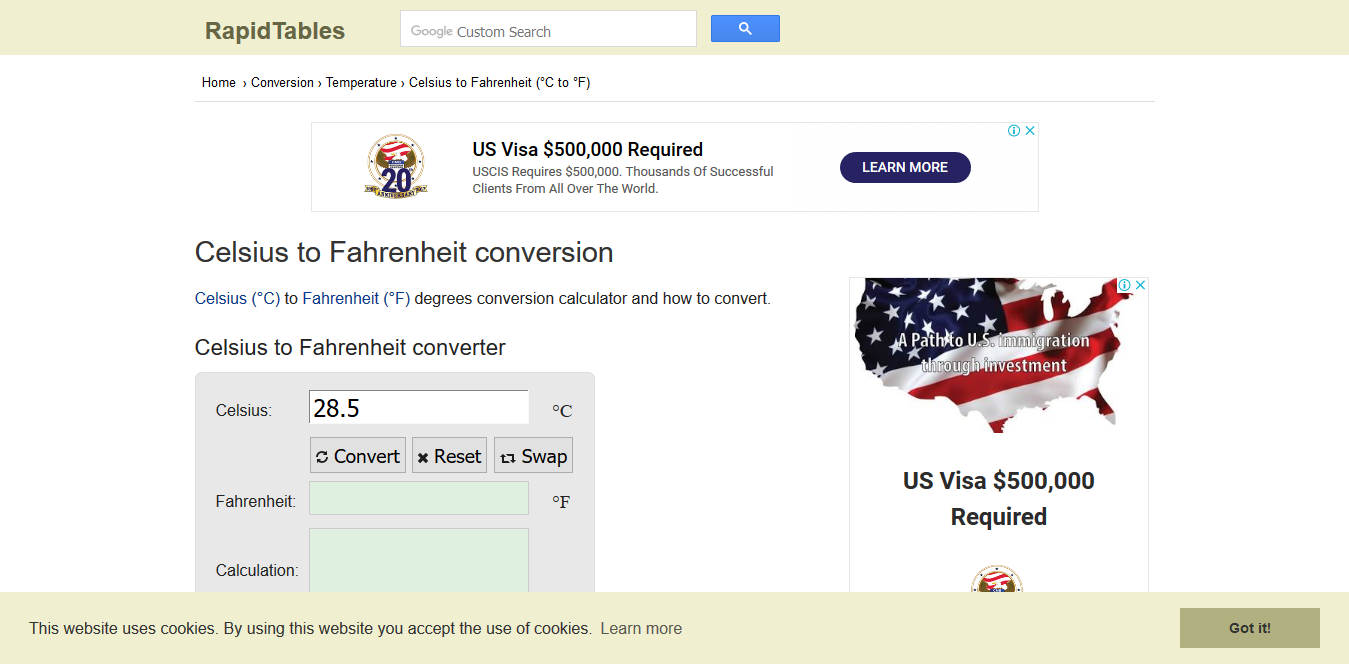 RapidTables
Google Custom Search
Home › Conversion › Temperature › Celsius to Fahrenheit (°C to °F)
20
ANNIVERSARY
US Visa $500,000 Required
USCIS Requires $500,000. Thousands Of Successful
Clients From All Over The World.
LEARN MORE
Celsius to Fahrenheit conversion
Celsius (°C) to Fahrenheit (°F) degrees conversion calculator and how to convert.
A Path to U.S. immigration
through investment
Celsius to Fahrenheit converter
Celsius:
28.5
°C
Convert
Reset
Swap
Fahrenheit:
°F
Calculation:
US Visa $500,000
Required
This website uses cookies. By using this website you accept the use of cookies. Learn more
Got it!